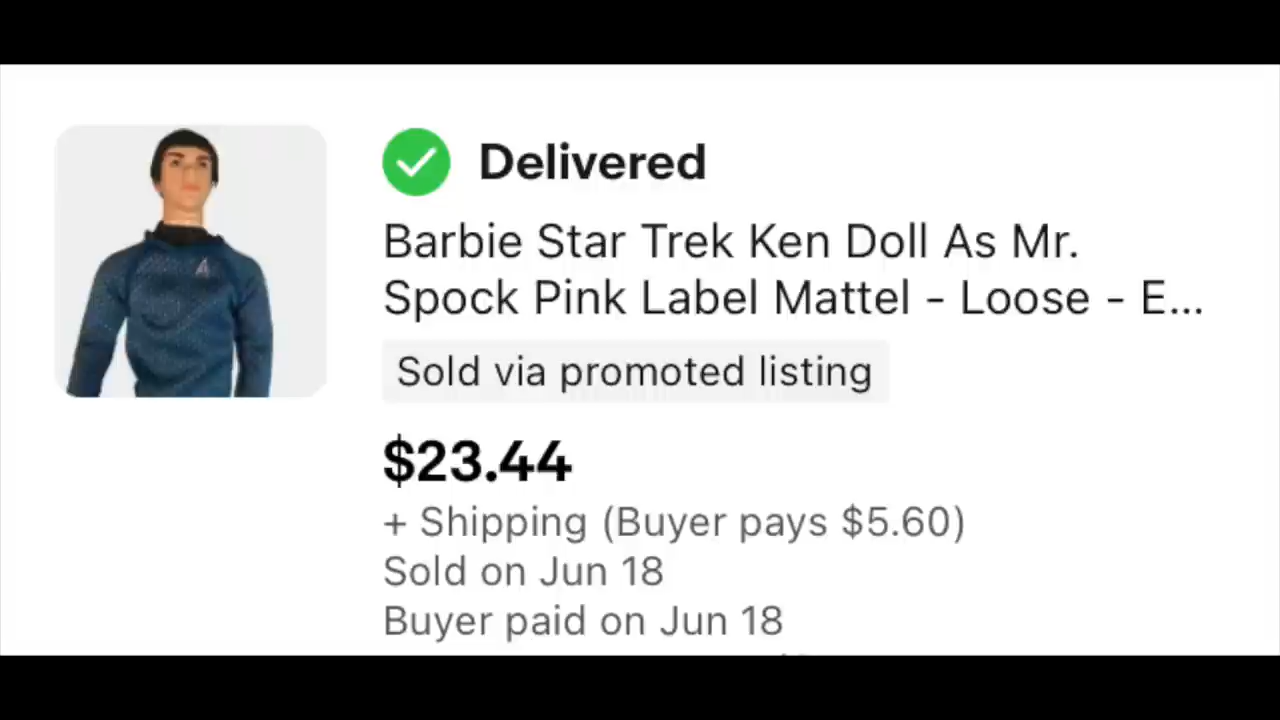 Delivered
Barbie Star Trek Ken Doll As Mr.
Spock Pink Label Mattel - Loose - E...
Sold via promoted listing
$23.44
+ Shipping (Buyer pays $5.60)
Sold on Jun 18
Buyer paid on Jun 18